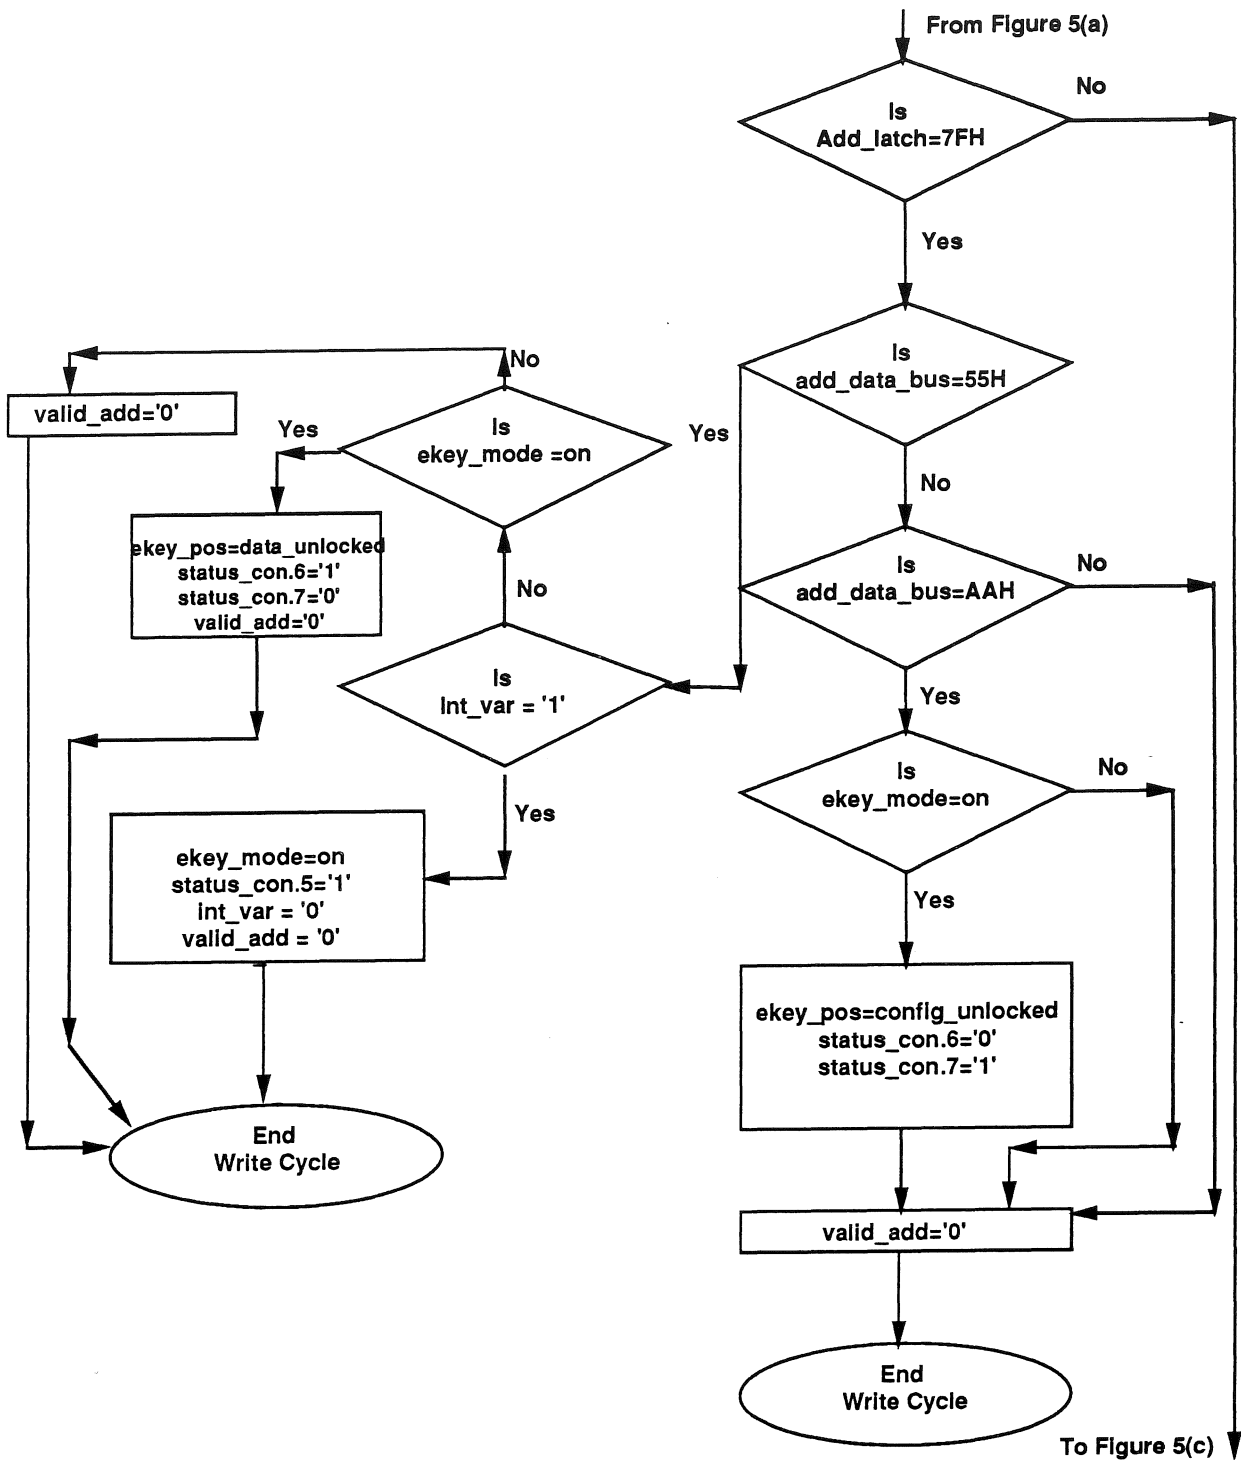 From Figure 5(a)
No
Is
Add_latch=7FH
Yes
Is
add_data_bus=55H
No
Is
ekey_mode =on
valid_add='0'
Yes
Yes
No
ekey_pos=data_unlocked
status_con.6='1'
status_con.7='0'
valid_add='0'
No
Is
add_data_bus=AAH
No
Is
Int_var = '1'
Yes
Is
ekey_mode=on
No
Yes
ekey_mode=on
status_con.5='1'
Int_var = '0'
valid_add = '0'
Yes
ekey_pos=config_unlocked
status_con.6='0'
status_con.7='1'
End
Write Cycle
valid_add='0'
End
Write Cycle
To Figure 5(c)